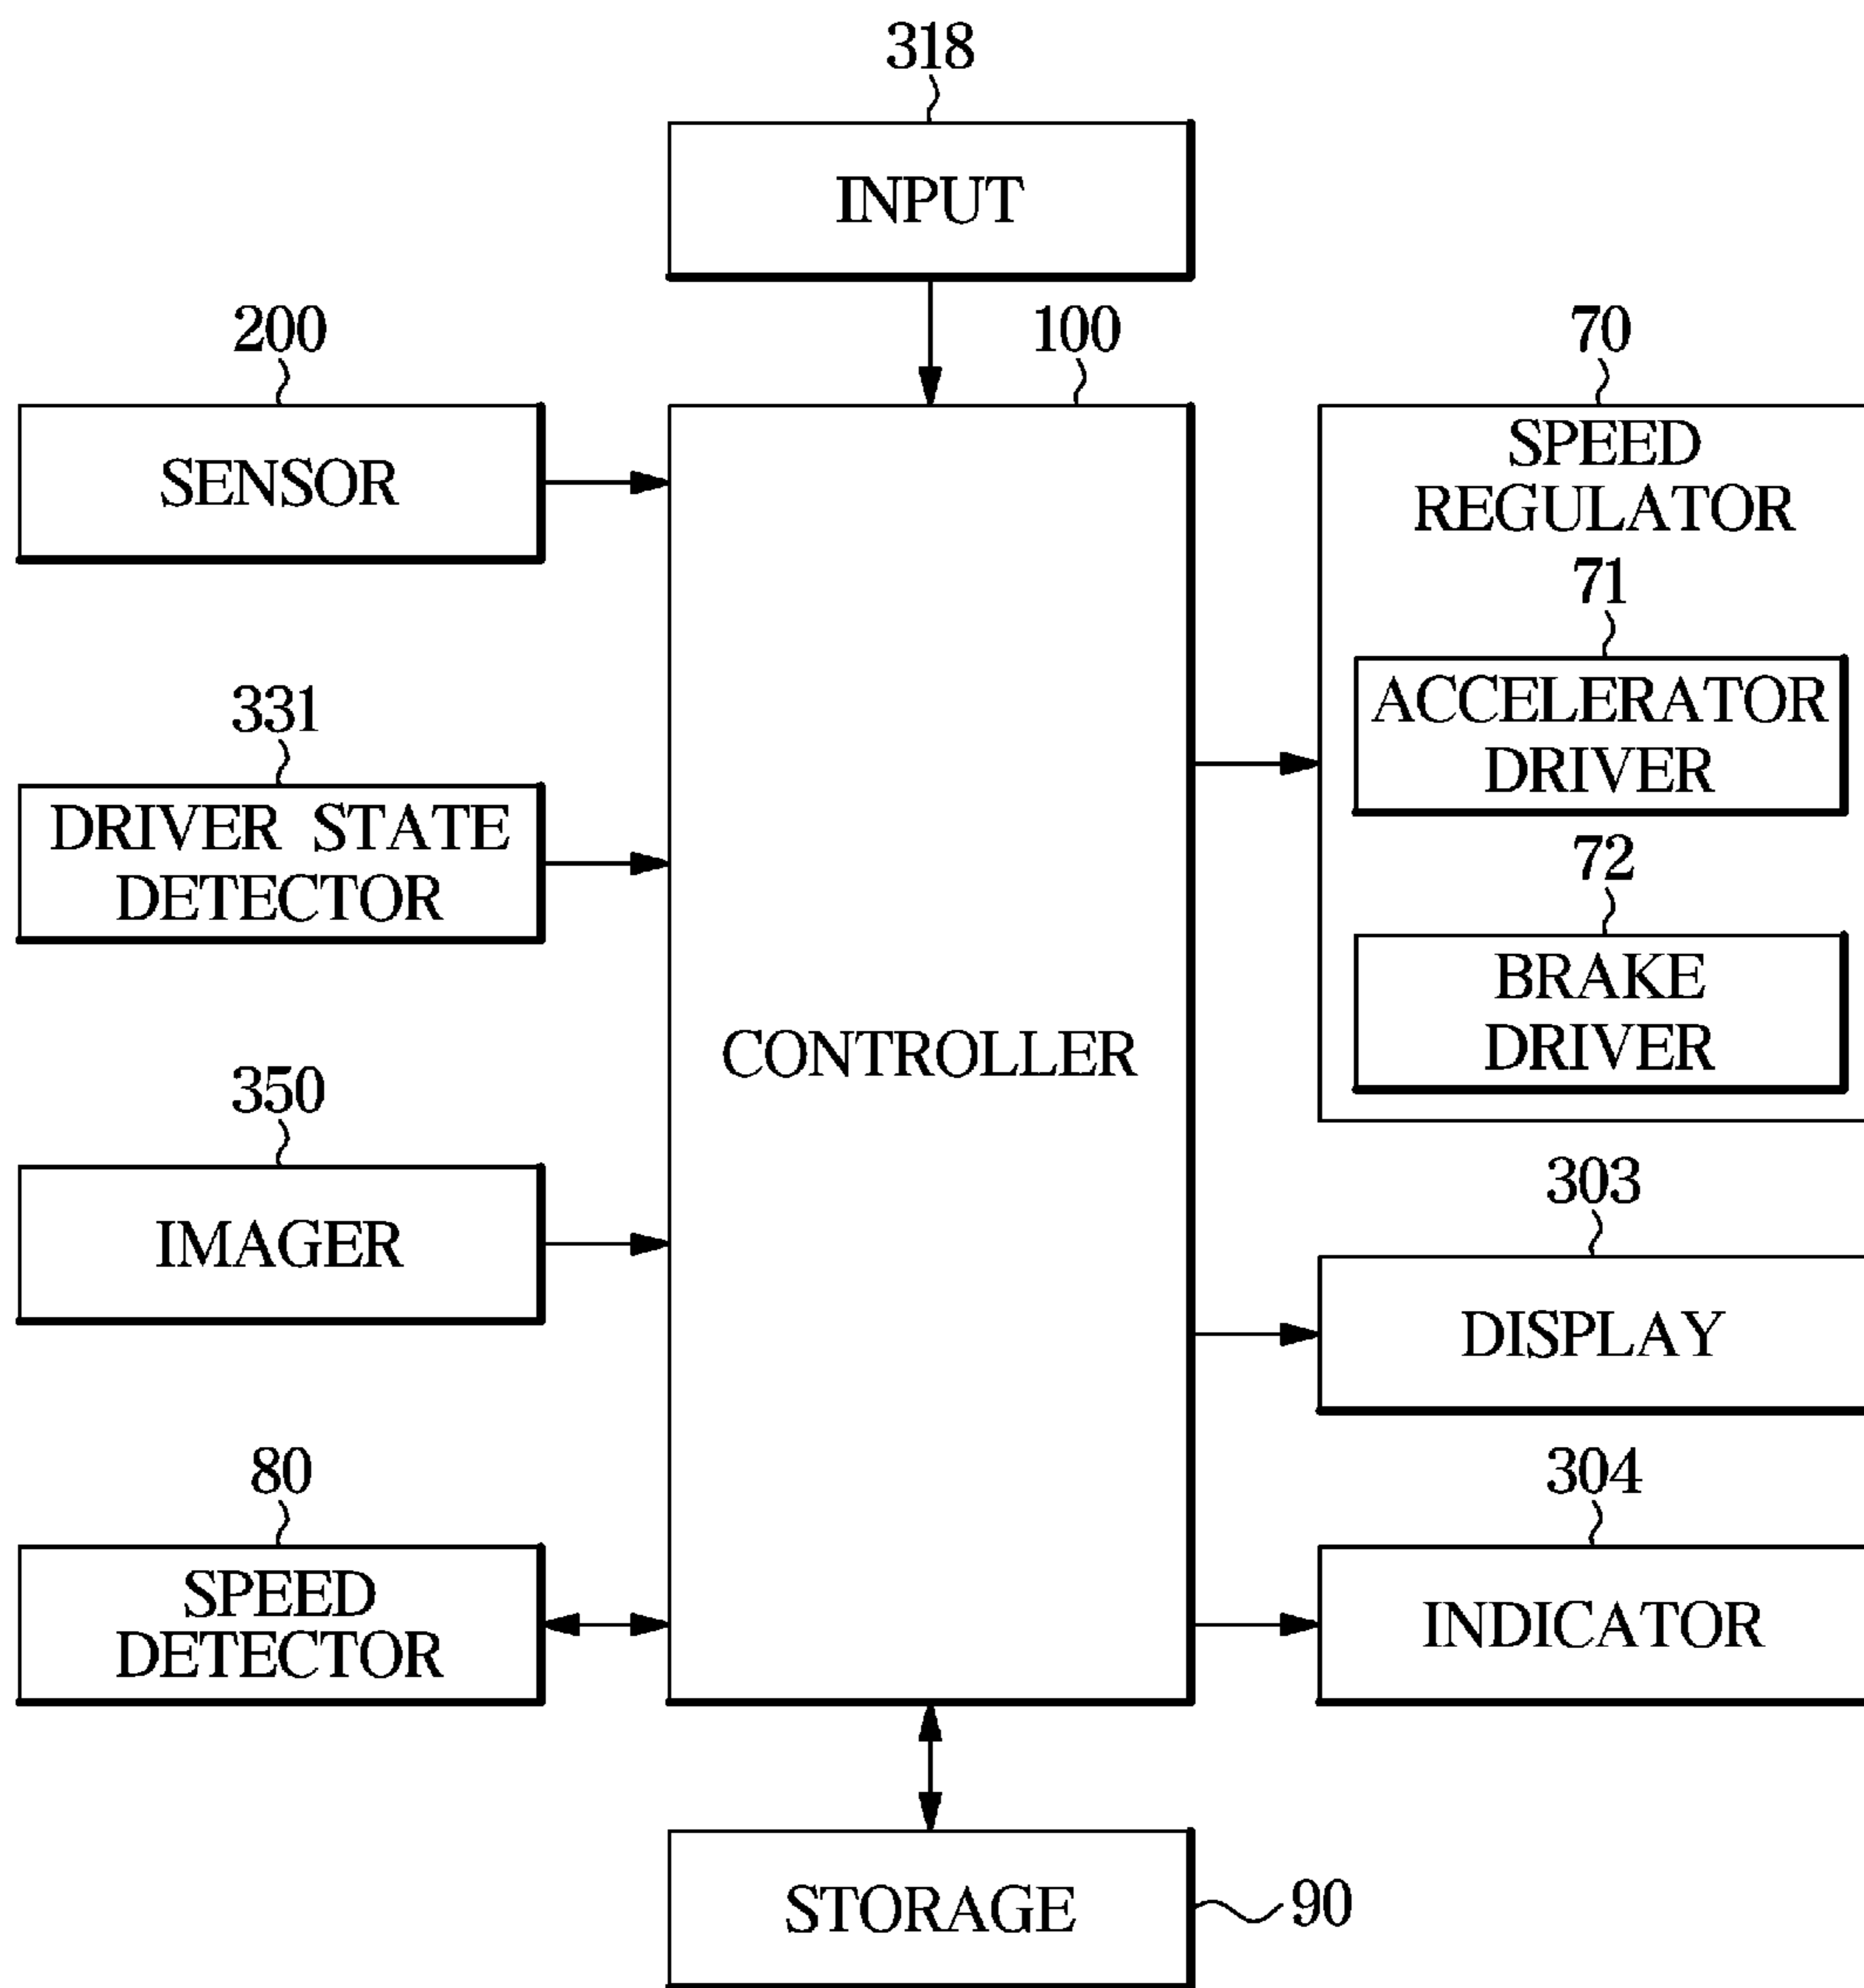 318
INPUT
200
SENSOR
100
CONTROLLER
331
DRIVER STATE
DETECTOR
350
IMAGER
80
SPEED
DETECTOR
70
SPEED
REGULATOR
71
ACCELERATOR
DRIVER
72
BRAKE
DRIVER
303
DISPLAY
304
INDICATOR
STORAGE
90